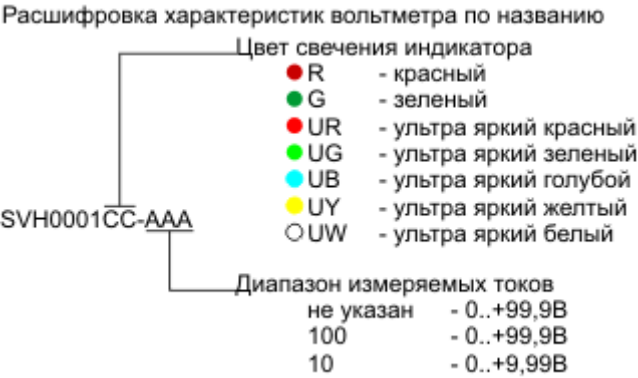 Расшифровка характеристик вольтметра по названию
Цвет свечения индикатора
R - красный
G - зеленый
UR - ультра яркий красный
UG - ультра яркий зеленый
UB - ультра яркий голубой
UY - ультра яркий желтый
UW - ультра яркий белый
SVH0001CC-AAA
Диапазон измеряемых токов
не указан - 0..+99,9В
100 - 0..+99,9В
10 - 0..+9,99В